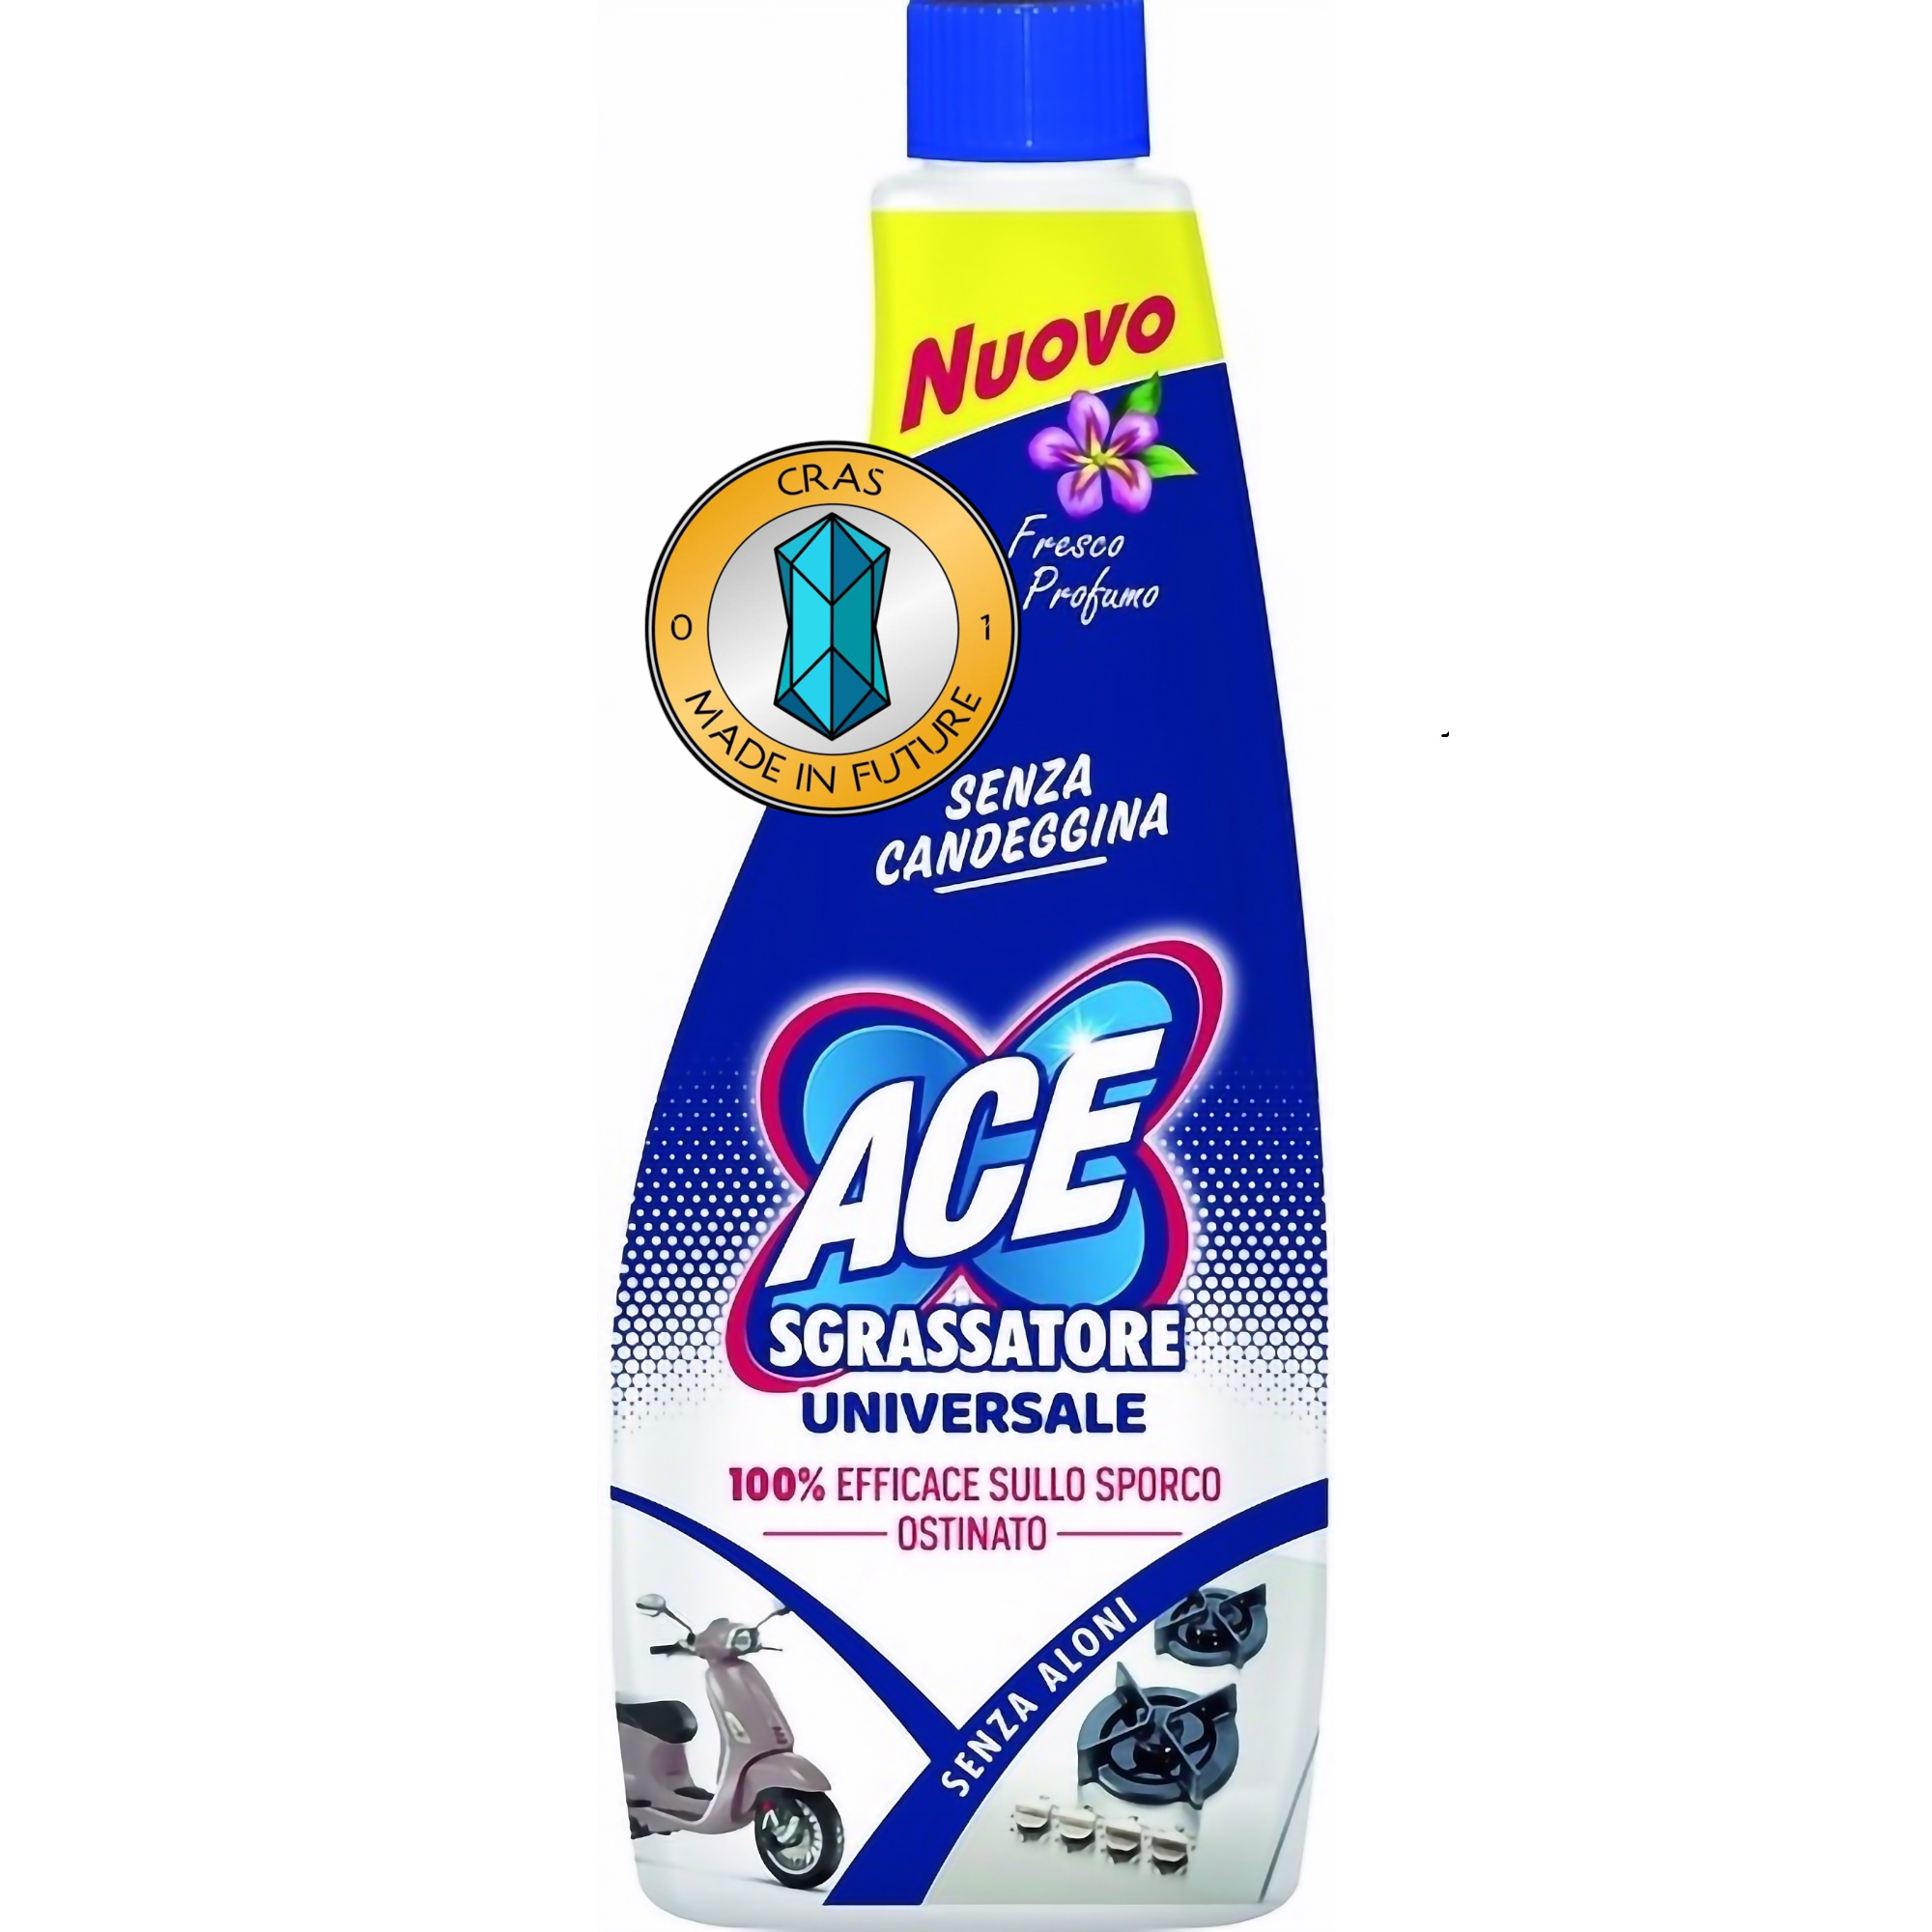 Nuovo
CRAS
0 1
MADE IN FUTURE
Fresco
Profumo
SENZA
CANDEGGINA
ACE
SGRASSATORE
UNIVERSALE
100% EFFICACE SULLO SPORCO
OSTINATO
SENZA ALONI